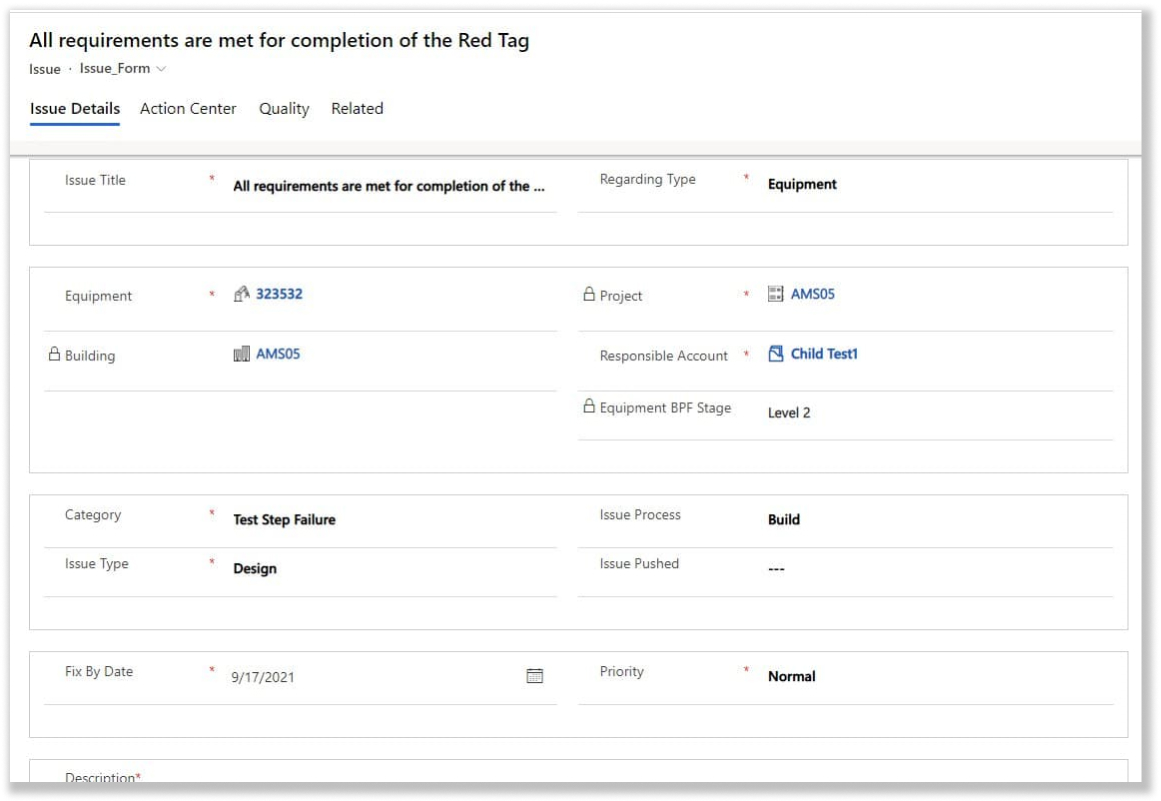 All requirements are met for completion of the Red Tag
Issue · Issue_Form
Issue Details Action Center Quality Related
Issue Title * All requirements are met for completion of the ... Regarding Type * Equipment
Equipment * 323532 Project * AMS05
Building AMS05 Responsible Account * Child Test1
Equipment BPF Stage Level 2
Category * Test Step Failure Issue Process Build
Issue Type * Design Issue Pushed ---
Fix By Date * 9/17/2021 Priority * Normal
Description*